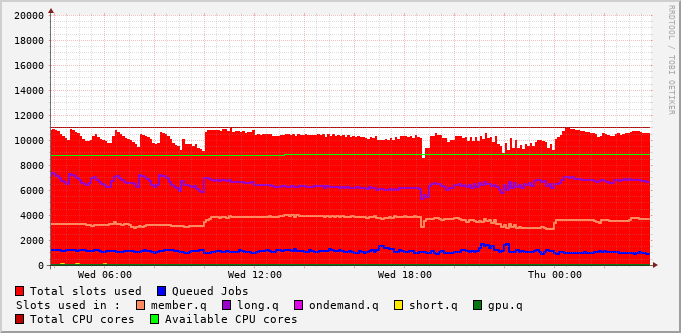 RRDTOOL / TOBI OETIKER
20000
18000
16000
14000
12000
10000
8000
6000
4000
2000
0
Wed 06:00 Wed 12:00 Wed 18:00 Thu 00:00
Total slots used Queued Jobs
Slots used in : member.q long.q ondemand.q short.q gpu.q
Total CPU cores Available CPU cores